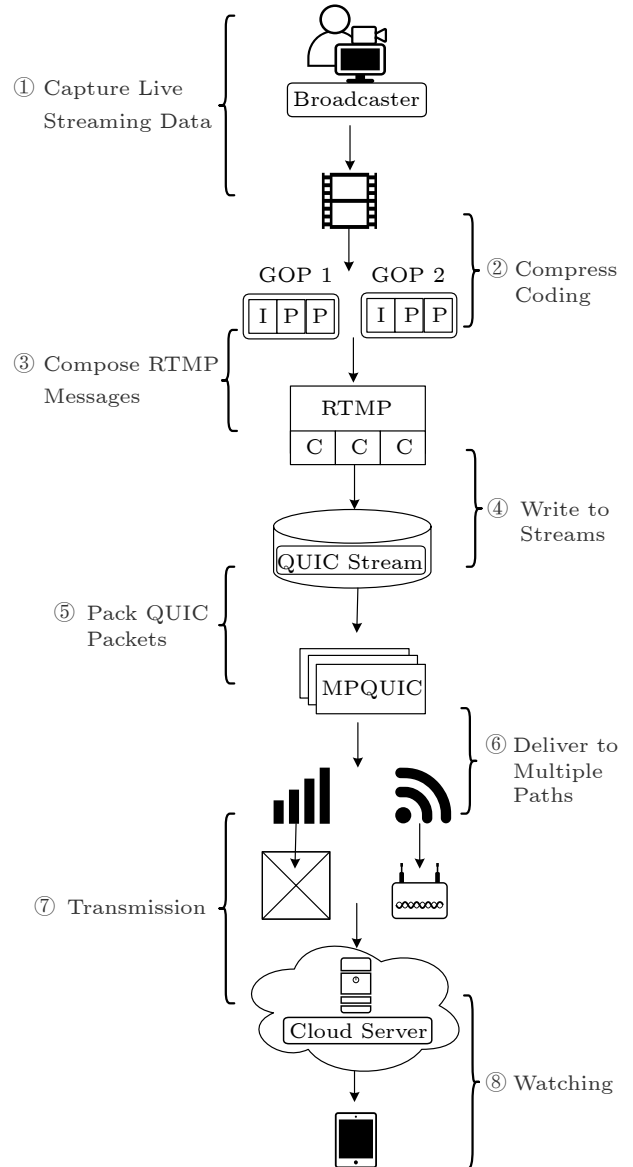 ① Capture Live
Streaming Data
Broadcaster
② Compress
Coding
GOP 1 GOP 2
I P P I P P
③ Compose RTMP
Messages
RTMP
C C C
④ Write to
Streams
QUIC Stream
⑤ Pack QUIC
Packets
MPQUIC
⑥ Deliver to
Multiple
Paths
⑦ Transmission
Cloud Server
⑧ Watching